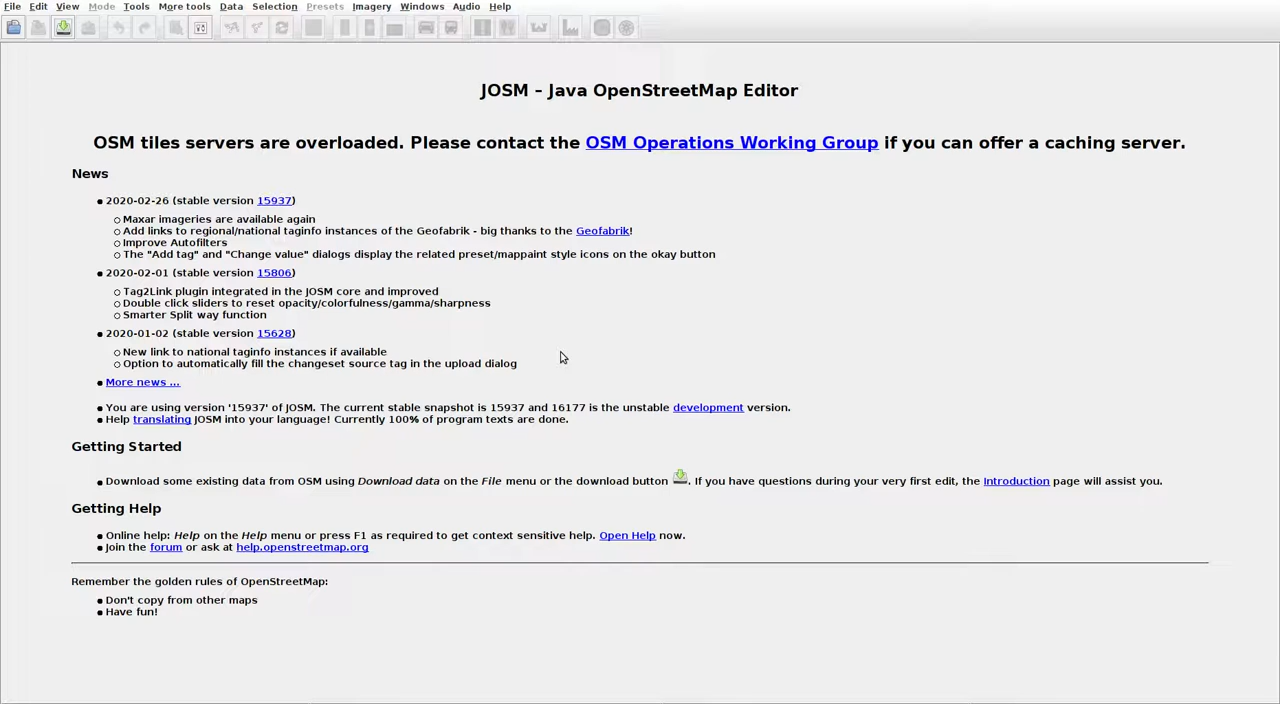 File Edit View Mode Tools More tools Data Selection Presets Imagery Windows Audio Help
JOSM – Java OpenStreetMap Editor
OSM tiles servers are overloaded. Please contact the OSM Operations Working Group if you can offer a caching server.
News
2020-02-26 (stable version 15937)
Maxar imageries are available again
Add links to regional/national taginfo instances of the Geofabrik - big thanks to the Geofabrik!
Improve Autofilters
The "Add tag" and "Change value" dialogs display the related preset/mappaint style icons on the okay button
2020-02-01 (stable version 15806)
Tag2Link plugin integrated in the JOSM core and improved
Double click sliders to reset opacity/colorfulness/gamma/sharpness
Smarter Split way function
2020-01-02 (stable version 15628)
New link to national taginfo instances if available
Option to automatically fill the changeset source tag in the upload dialog
More news ...
You are using version '15937' of JOSM. The current stable snapshot is 15937 and 16177 is the unstable development version.
Help translating JOSM into your language! Currently 100% of program texts are done.
Getting Started
Download some existing data from OSM using Download data on the File menu or the download button . If you have questions during your very first edit, the Introduction page will assist you.
Getting Help
Online help: Help on the Help menu or press F1 as required to get context sensitive help. Open Help now.
Join the forum or ask at help.openstreetmap.org
Remember the golden rules of OpenStreetMap:
Don't copy from other maps
Have fun!